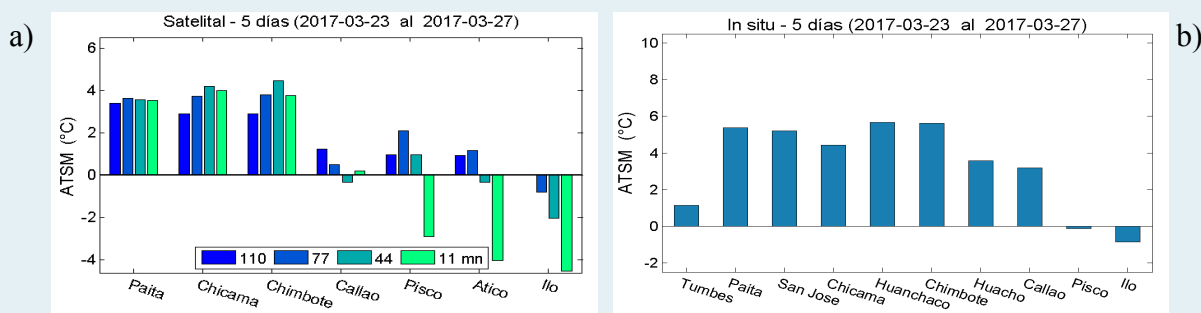 a)
Satelital - 5 días (2017-03-23 al 2017-03-27)
ATSM (°C)
6
4
2
0
-2
-4
110 77 44 11 mn
Paita Chicama Chimbote Callao Pisco Atico Ilo
In situ - 5 días (2017-03-23 al 2017-03-27)
b)
ATSM (°C)
10
8
6
4
2
0
-2
Tumbes Paita San Jose Chicama Huanchaco Chimbote Huacho Callao Pisco Ilo